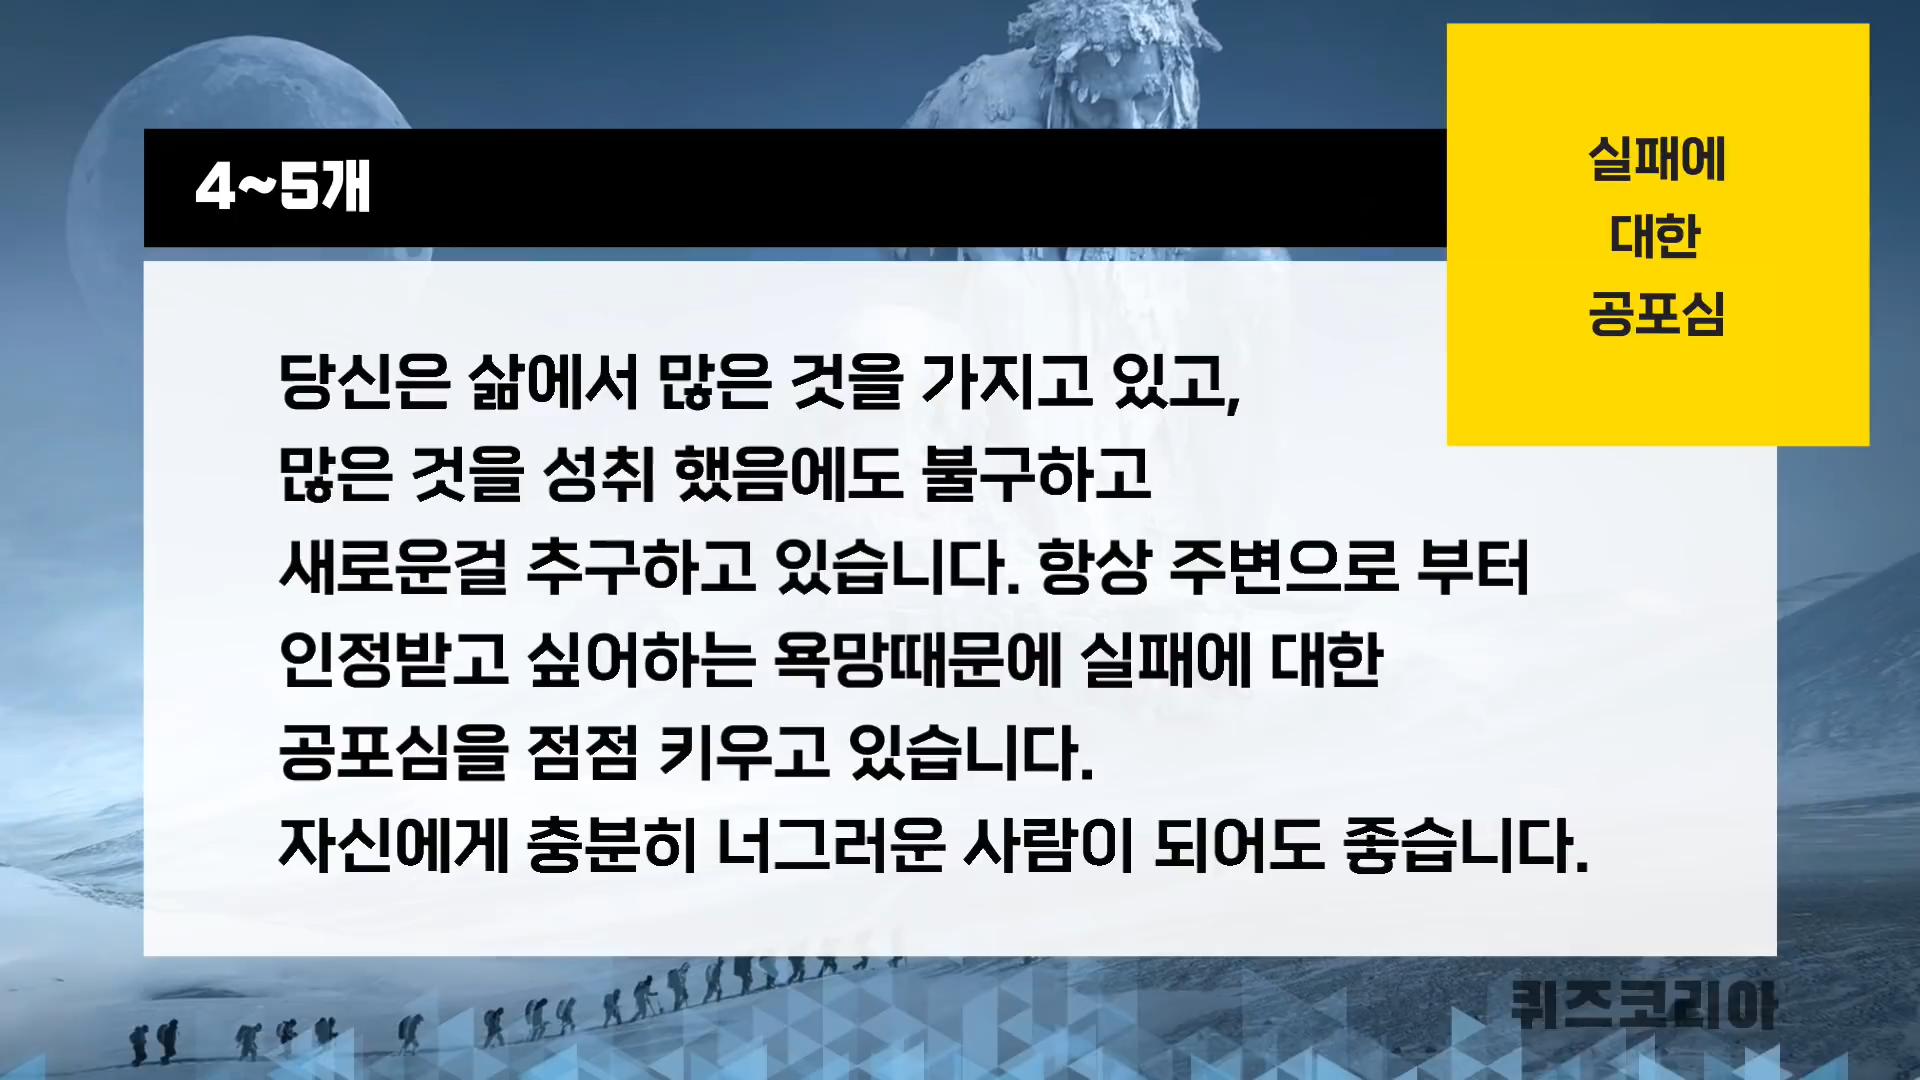 4~5개
실패에
대한
공포심
당신은 삶에서 많은 것을 가지고 있고,
많은 것을 성취 했음에도 불구하고
새로운걸 추구하고 있습니다. 항상 주변으로 부터
인정받고 싶어하는 욕망때문에 실패에 대한
공포심을 점점 키우고 있습니다.
자신에게 충분히 너그러운 사람이 되어도 좋습니다.
퀴즈코리아